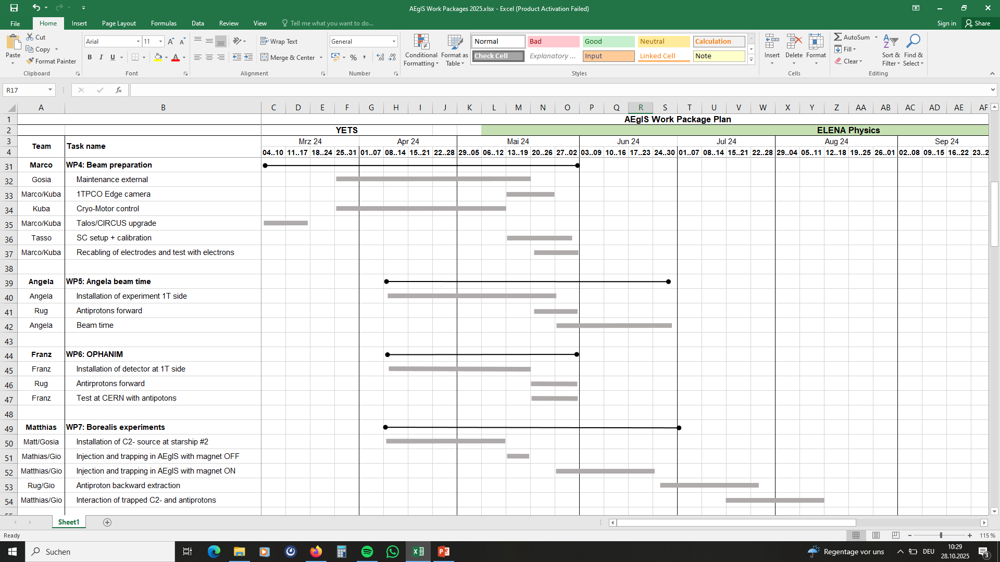 AEgIS Work Packages 2025.xlsx - Excel (Product Activation Failed)
File Home Insert Page Layout Formulas Data Review View Tell me what you want to do... Sign in Share
Paste Cut Copy Format Painter Clipboard
Arial 11 A A B I U A Font
Wrap Text Merge & Center Alignment
General % Number
Conditional Formatting Format as Table
Normal Bad Good Neutral Calculation
Check Cell Explanatory ... Input Linked Cell Note
Styles
Insert Delete Format Cells
AutoSum Fill Clear Sort & Filter Find & Select Editing
R17 fx
A B C D E F G H I J K L M N O P Q R S T U V W X Y Z AA AB AC AD AE AF
1 AEgIS Work Package Plan
2 YETS ELENA Physics
3 Team Task name Mrz 24 Apr 24 Mai 24 Jun 24 Jul 24 Aug 24 Sep 24
4 04..10 11..17 18..24 25..31 01..07 08..14 15..21 22..28 29..05 06..12 13..19 20..26 27..02 03..09 10..16 17..23 24..30 01..07 08..14 15..21 22..28 29..04 05..11 12..18 19..25 26..01 02..08 09..15 16..22 23..2
31 Marco WP4: Beam preparation
32 Gosia Maintenance external
33 Marco/Kuba 1TPCO Edge camera
34 Kuba Cryo-Motor control
35 Marco/Kuba Talos/CIRCUS upgrade
36 Tasso SC setup + calibration
37 Marco/Kuba Recabling of electrodes and test with electrons
38
39 Angela WP5: Angela beam time
40 Angela Installation of experiment 1T side
41 Rug Antiprotons forward
42 Angela Beam time
43
44 Franz WP6: OPHANIM
45 Franz Installation of detector at 1T side
46 Rug Antirprotons forward
47 Franz Test at CERN with antipotons
48
49 Matthias WP7: Borealis experiments
50 Matt/Gosia Installation of C2- source at starship #2
51 Mathias/Gio Injection and trapping in AEgIS with magnet OFF
52 Matthias/Gio Injection and trapping in AEgIS with magnet ON
53 Rug/Gio Antiproton backward extraction
54 Matthias/Gio Interaction of trapped C2- and antiprotons
Sheet1
Ready 115 %
Suchen Regentage vor uns DEU 10:29
28.10.2025 3